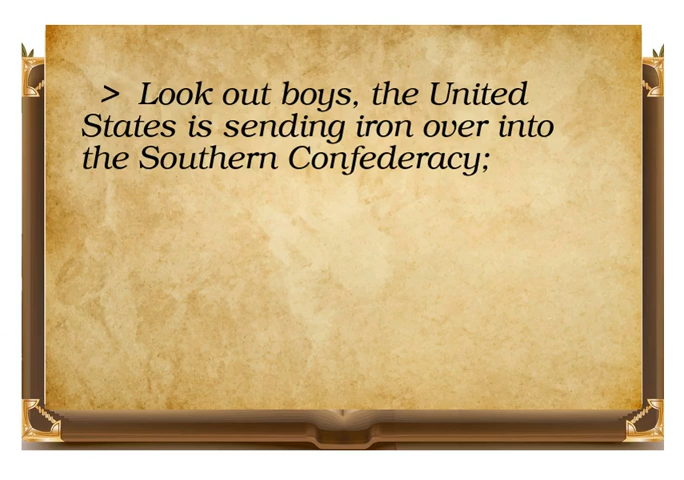 > Look out boys, the United
States is sending iron over into
the Southern Confederacy;